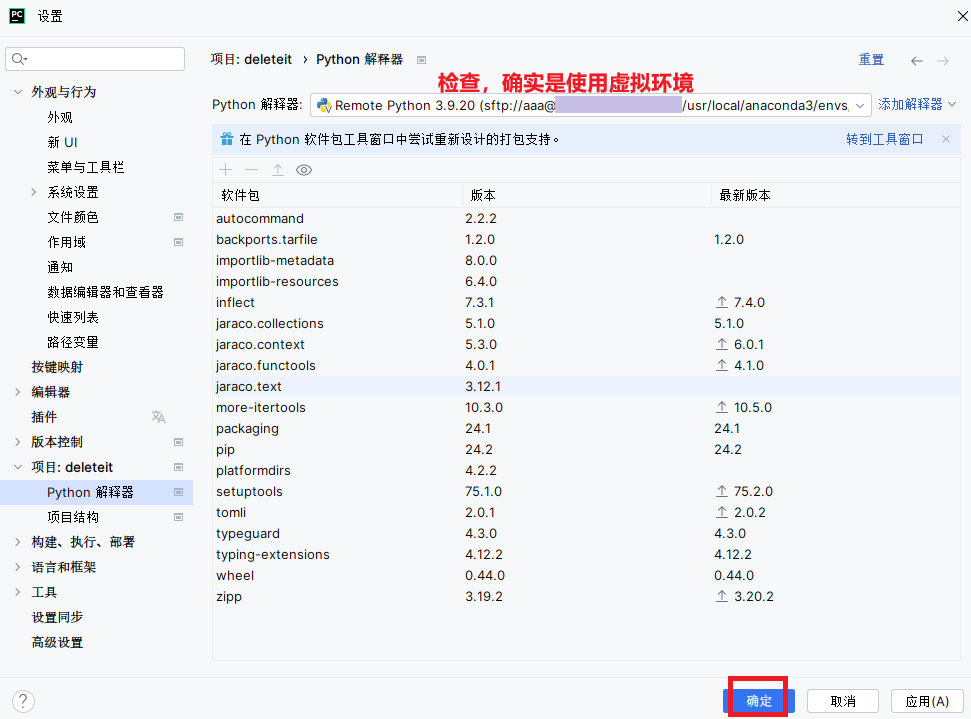 PC 设置
项目: deleteit › Python 解释器 重置
检查，确实是使用虚拟环境
Python 解释器: Remote Python 3.9.20 (sftp://aaa@ /usr/local/anaconda3/envs, 添加解释器
在 Python 软件包工具窗口中尝试重新设计的打包支持。 转到工具窗口
外观与行为
外观
新 UI
菜单与工具栏
系统设置
文件颜色
作用域
通知
数据编辑器和查看器
快速列表
路径变量
按键映射
编辑器
插件
版本控制
项目: deleteit
Python 解释器
项目结构
构建、执行、部署
语言和框架
工具
设置同步
高级设置
软件包 版本 最新版本
autocommand 2.2.2
backports.tarfile 1.2.0 1.2.0
importlib-metadata 8.0.0
importlib-resources 6.4.0
inflect 7.3.1 7.4.0
jaraco.collections 5.1.0 5.1.0
jaraco.context 5.3.0 6.0.1
jaraco.functools 4.0.1 4.1.0
jaraco.text 3.12.1
more-itertools 10.3.0 10.5.0
packaging 24.1 24.1
pip 24.2 24.2
platformdirs 4.2.2
setuptools 75.1.0 75.2.0
tomli 2.0.1 2.0.2
typeguard 4.3.0 4.3.0
typing-extensions 4.12.2 4.12.2
wheel 0.44.0 0.44.0
zipp 3.19.2 3.20.2
? 确定 取消 应用(A)